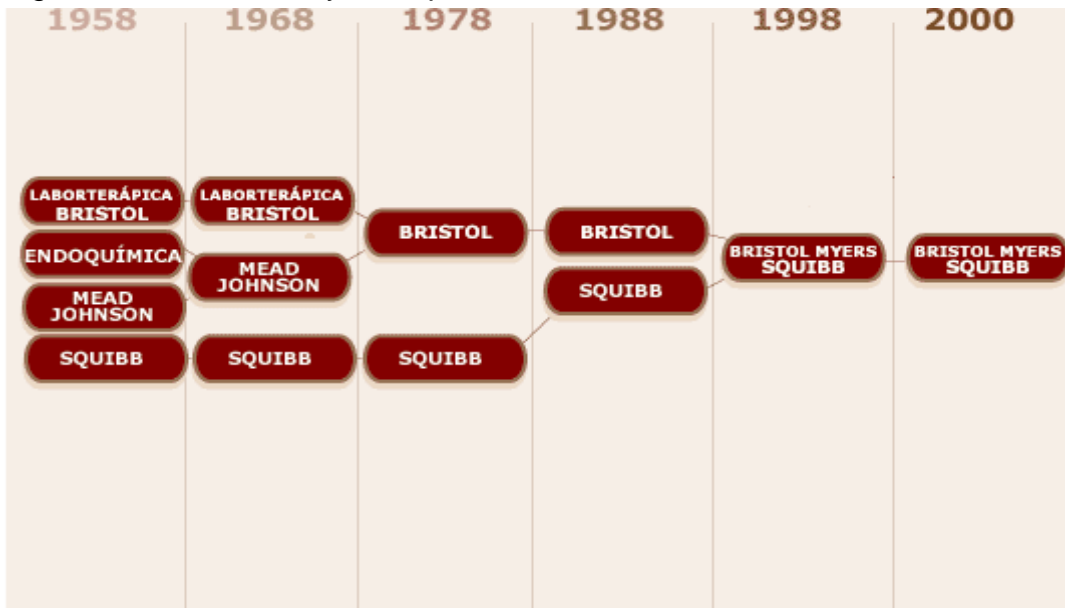 1958 1968 1978 1988 1998 2000
LABORTERÁPICA
BRISTOL
LABORTERÁPICA
BRISTOL
BRISTOL
BRISTOL
ENDOQUÍMICA
MEAD
JOHNSON
BRISTOL MYERS
SQUIBB
BRISTOL MYERS
SQUIBB
MEAD
JOHNSON
SQUIBB
SQUIBB
SQUIBB
SQUIBB